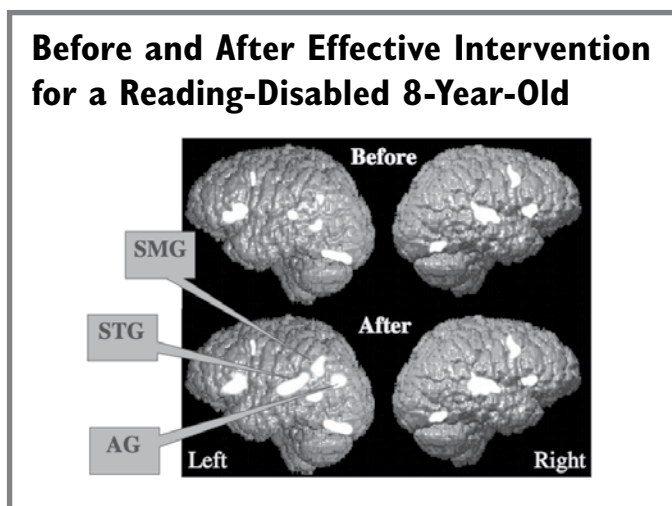 Before and After Effective Intervention
for a Reading-Disabled 8-Year-Old
Before
SMG
STG
After
AG
Left
Right